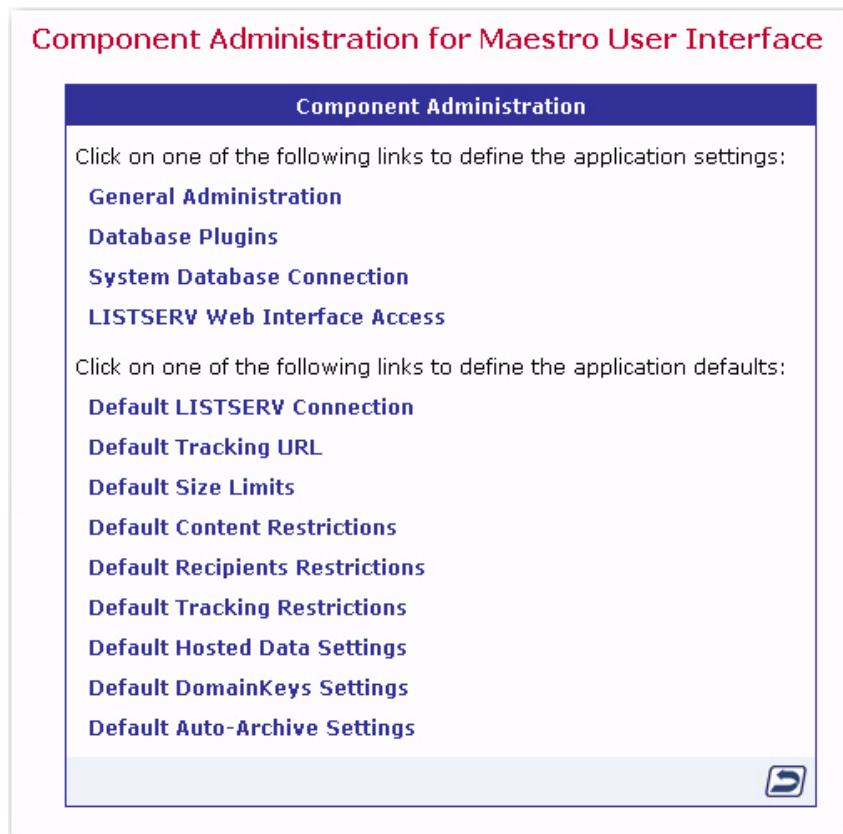 Component Administration for Maestro User Interface
Component Administration
Click on one of the following links to define the application settings:
General Administration
Database Plugins
System Database Connection
LISTSERV Web Interface Access
Click on one of the following links to define the application defaults:
Default LISTSERV Connection
Default Tracking URL
Default Size Limits
Default Content Restrictions
Default Recipients Restrictions
Default Tracking Restrictions
Default Hosted Data Settings
Default DomainKeys Settings
Default Auto-Archive Settings